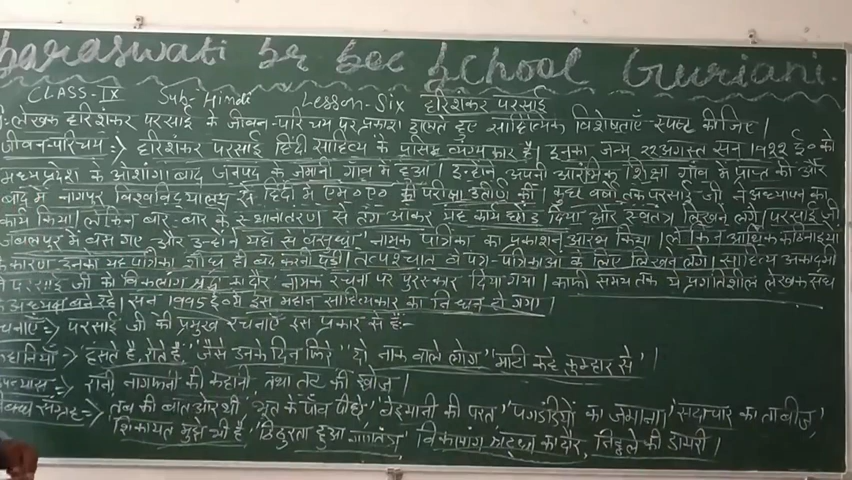 Saraswati Sr Sec School Guriani.
CLASS-IX Sub-Hindi Lesson-Six हरिशंकर परसाई
लेखक हरिशंकर परसाई के जीवन-परिचय पर प्रकाश डालते हुए साहित्यिक विशेषताएँ स्पष्ट कीजिए।
जीवन-परिचय :-> हरिशंकर परसाई हिंदी साहित्य के प्रसिद्ध व्यंग्यकार है। इनका जन्म २२ अगस्त सन १९२२ ई० को
मध्यप्रदेश के आशांगाबाद जनपद के जमानी गाँव में हुआ। इन्होंने अपनी आरंभिक शिक्षा गाँव में प्राप्त की और
बाद में नागपुर विश्वविद्यालय से हिंदी में एम०ए० की परीक्षा उतीर्ण की। कुछ वर्षो तक परसाई जी ने अध्यापन का
कार्य किया। लेकिन बार-बार के स्थानांतरण से तंग आकर यह कार्य छोड़ दिया और स्वतंत्र लिखने लगे। परसाई जी
जबलपुर में बस गए और उन्होने यहाँ से वसुधा नामक पत्रिका का प्रकाशन आरंभ किया। लेकिन आर्थिक कठिनाइयों
के कारण उनको यह पत्रिका शीघ्र ही बंद करनी पड़ी। तत्पश्चात वे पत्र-पत्रिकाओं के लिए लिखने लगे। साहित्य अकादमी
ने परसाई जी को विकलांग श्रद्धा का दौर नामक रचना पर पुरस्कार दिया गया। काफी समय तक ये प्रगतिशील लेखक संघ
के अध्यक्ष बने रहे। सन १९९५ ई० में इस महान साहित्यकार का निधन हो गया।
रचनाएँ :-> परसाई जी की प्रमुख रचनाएँ इस प्रकार से है:-
कहानियाँ -> हंसते है, रोते है" "जैसे उनके दिन फिरे" "दो नाक वाले लोग" "माटी कहे कुम्हार से"।
उपन्यास -> रानी नागफनी की कहानी, तथा तट की खोज।
निबंध संग्रह :-> तब की बात और थी "भूत के पाँव पीछे" "बेइमानी की परत" "पगडंडियों का जमाना" 'सदाचार का ताबीज,'
शिकायत मुझे भी है, "ठिठुरता हुआ गणतंत्र" विकलांग श्रद्धा का दौर, निठ्ठले की डायरी।